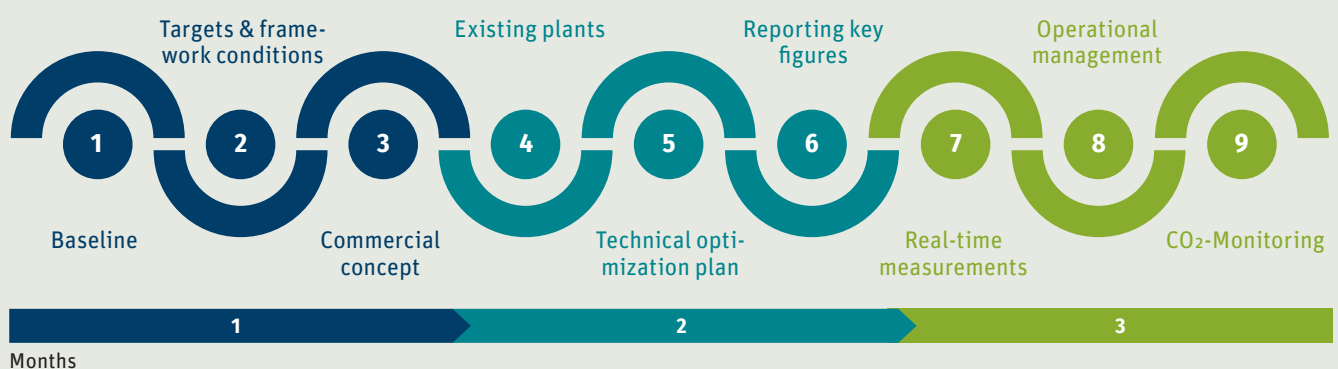 Targets & frame-
work conditions
Existing plants
Reporting key
figures
Operational
management
1
2
3
4
5
6
7
8
9
Baseline
Commercial
concept
Technical opti-
mization plan
Real-time
measurements
CO₂-Monitoring
1
2
3
Months